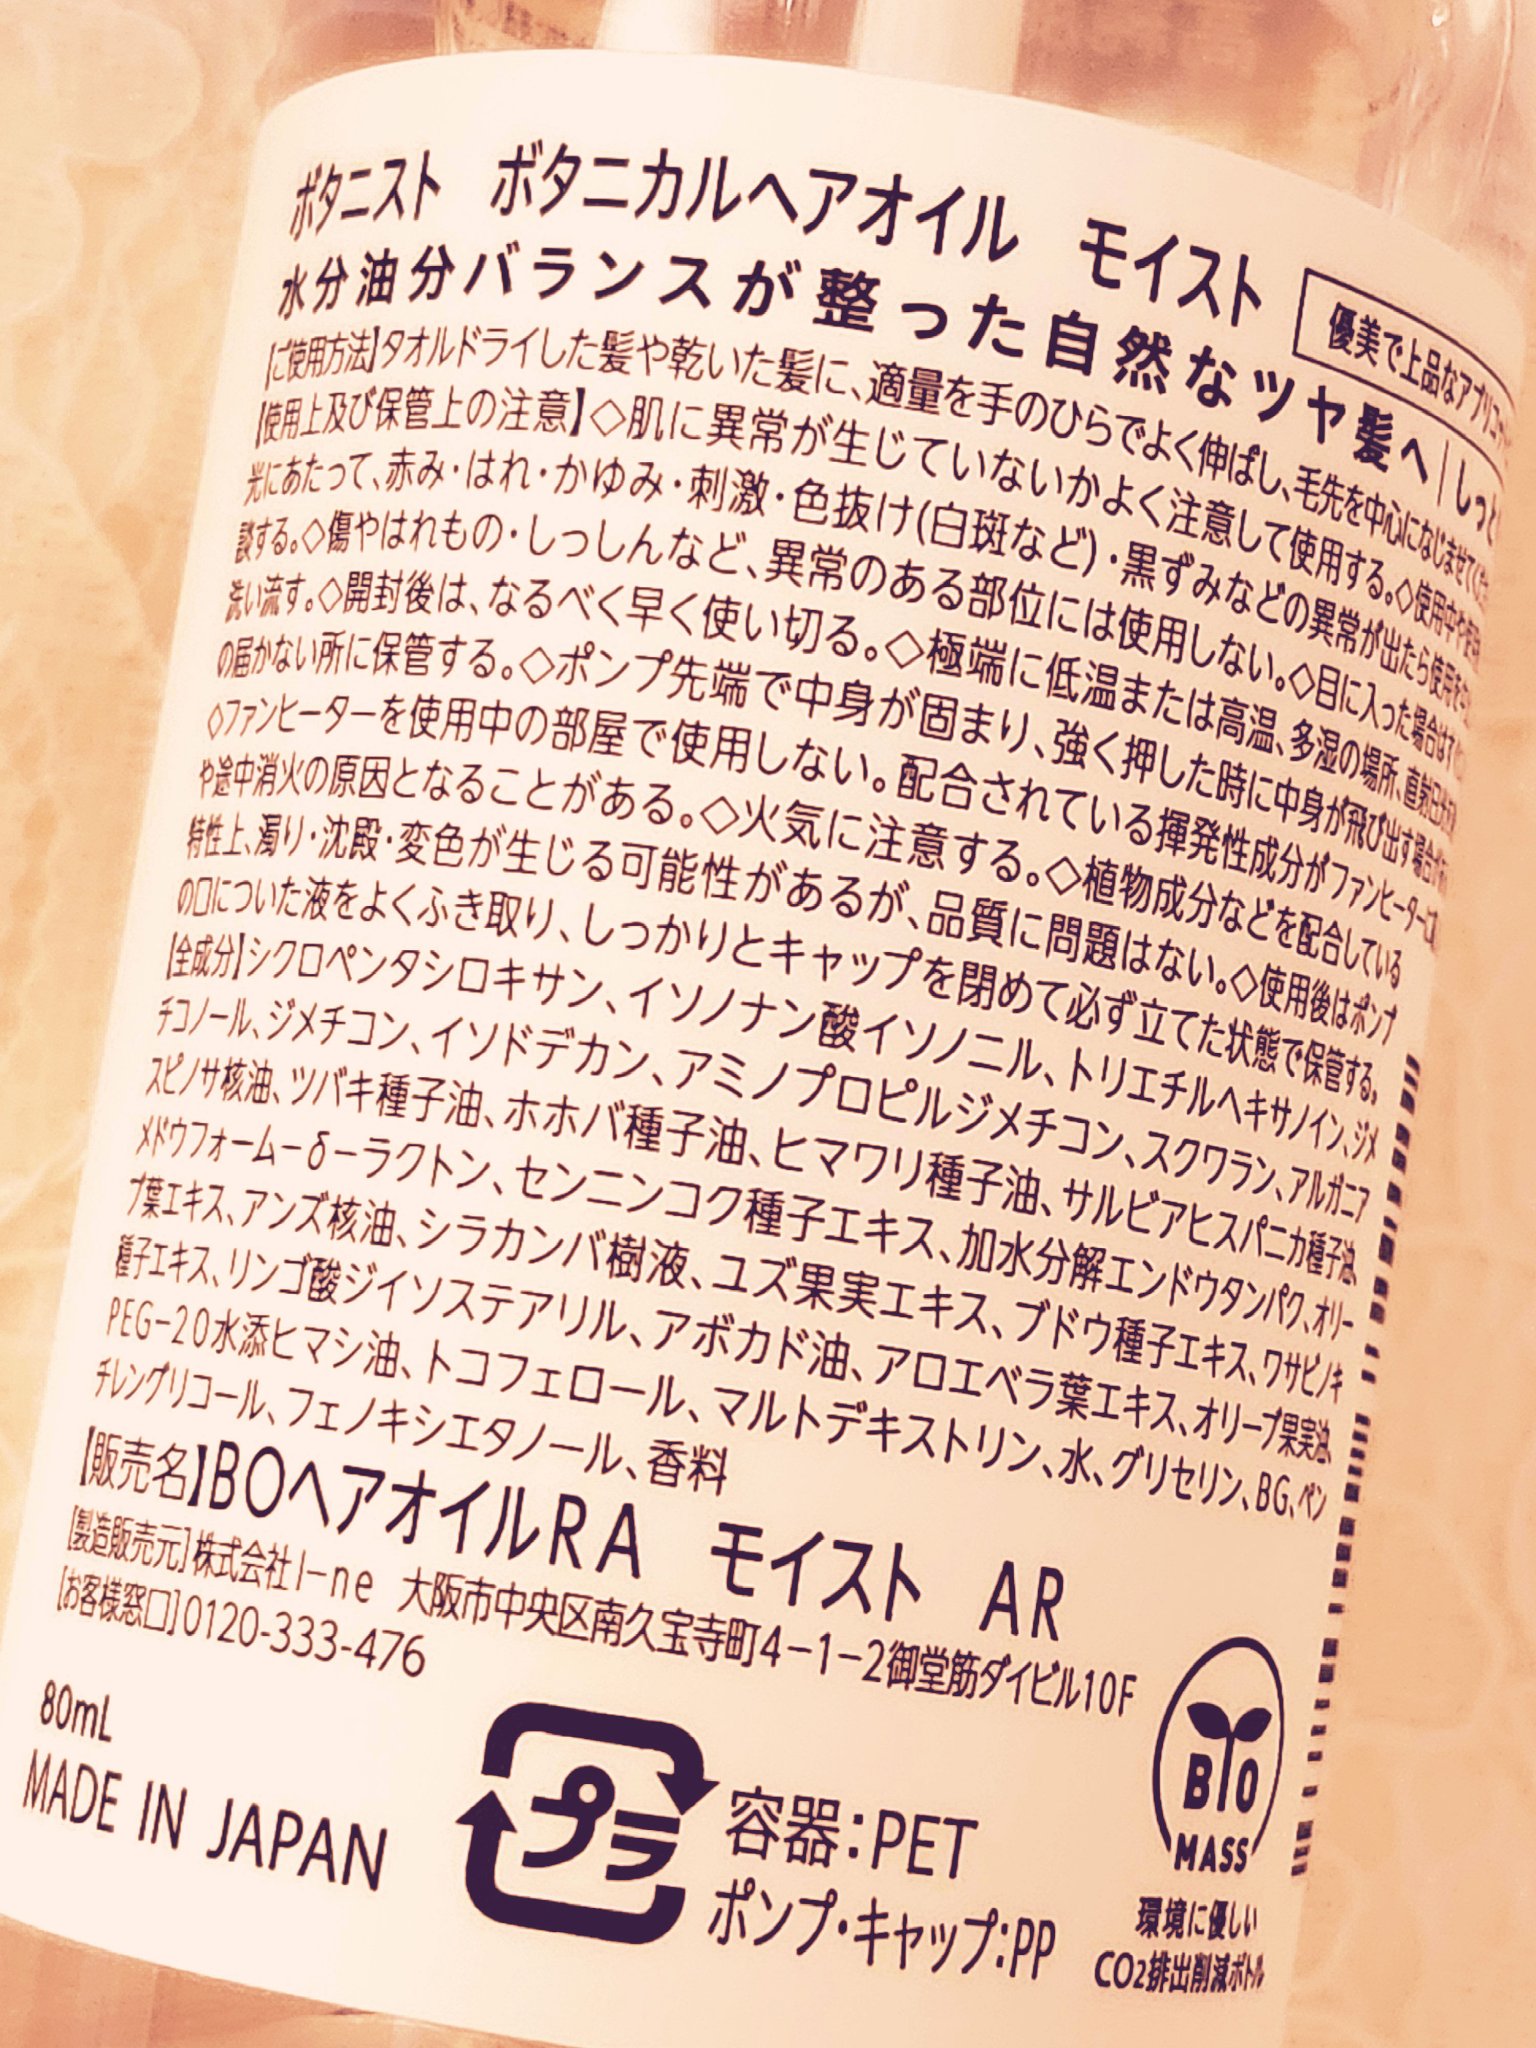 ボタニスト ボタニカルヘアオイル モイスト
優美で上品なアプリコ
水分油分バランスが整った自然なツヤ髪へ|しっと
【ご使用方法】タオルドライした髪や乾いた髪に、適量を手のひらでよく伸ばし、毛先を中心になじませて
【使用上及び保管上の注意】◇肌に異常が生じていないかよく注意して使用する。◇使用中や
光にあたって、赤み・はれ・かゆみ・刺激・色抜け(白斑など)・黒ずみなどの異常が出たら使用を
談する。◇傷やはれもの・しっしんなど、異常のある部位には使用しない。◇目に入った場合は
洗い流す。◇開封後は、なるべく早く使い切る。◇極端に低温または高温、多湿の場所、直射日光
の届かない所に保管する。◇ポンプ先端で中身が固まり、強く押した時に中身が飛び出す場合が
◇ファンヒーターを使用中の部屋で使用しない。配合されている揮発性成分がファンヒーター
や途中消火の原因となることがある。◇火気に注意する。◇植物成分などを配合している
特性上、濁り・沈殿・変色が生じる可能性があるが、品質に問題はない。◇使用後はポンプ
の口についた液をよくふき取り、しっかりとキャップを閉めて必ず立てた状態で保管する。
【全成分】シクロペンタシロキサン、イソノナン酸イソノニル、トリエチルヘキサノイン、ジメ
チコノール、ジメチコン、イソドデカン、アミノプロピルジメチコン、スクワラン、アルガニア
スピノサ核油、ツバキ種子油、ホホバ種子油、ヒマワリ種子油、サルビアヒスパニカ種子油、
メドウフォーム－δ－ラクトン、センニンコク種子エキス、加水分解エンドウタンパク、オリー
ブ葉エキス、アンズ核油、シラカンバ樹液、ユズ果実エキス、ブドウ種子エキス、ワサビノキ
種子エキス、リンゴ酸ジイソステアリル、アボカド油、アロエベラ葉エキス、オリーブ果実油、
PEG－20水添ヒマシ油、トコフェロール、マルトデキストリン、水、グリセリン、BG、ペン
チレングリコール、フェノキシエタノール、香料
【販売名】BOヘアオイルRA モイスト AR
[製造販売元]株式会社I－ne 大阪市中央区南久宝寺町4－1－2御堂筋ダイビル10F
[お客様窓口]0120-333-476
80mL
MADE IN JAPAN
プラ
容器：PET
ポンプ・キャップ：PP
BIO
MASS
環境に優しい
CO2排出削減ボトル